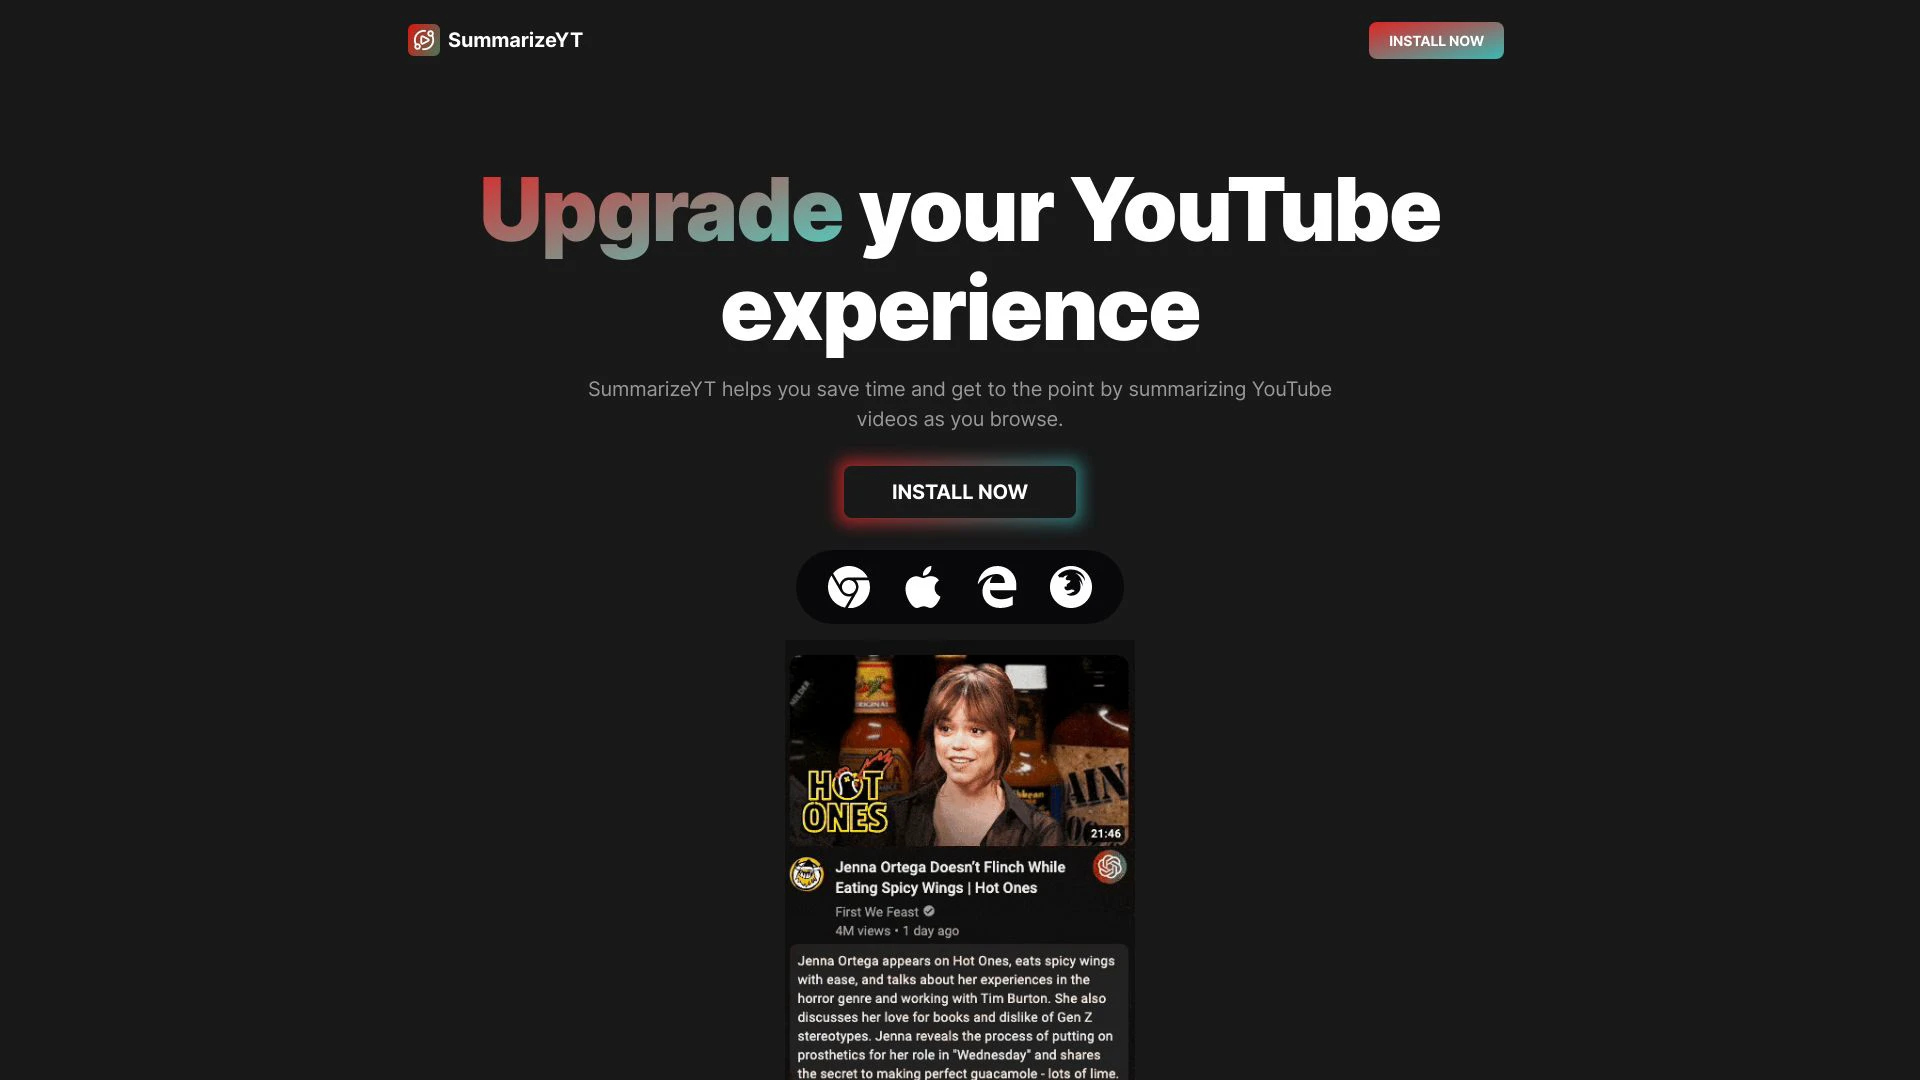 SummarizeYT
INSTALL NOW
Upgrade your YouTube
experience
SummarizeYT helps you save time and get to the point by summarizing YouTube
videos as you browse.
INSTALL NOW
ORIGINAL
HOT
ONES
AIN
21:46
Jenna Ortega Doesn't Flinch While
Eating Spicy Wings | Hot Ones
First We Feast
4M views • 1 day ago
Jenna Ortega appears on Hot Ones, eats spicy wings
with ease, and talks about her experiences in the
horror genre and working with Tim Burton. She also
discusses her love for books and dislike of Gen Z
stereotypes. Jenna reveals the process of putting on
prosthetics for her role in "Wednesday" and shares
the secret to making perfect guacamole - lots of lime.